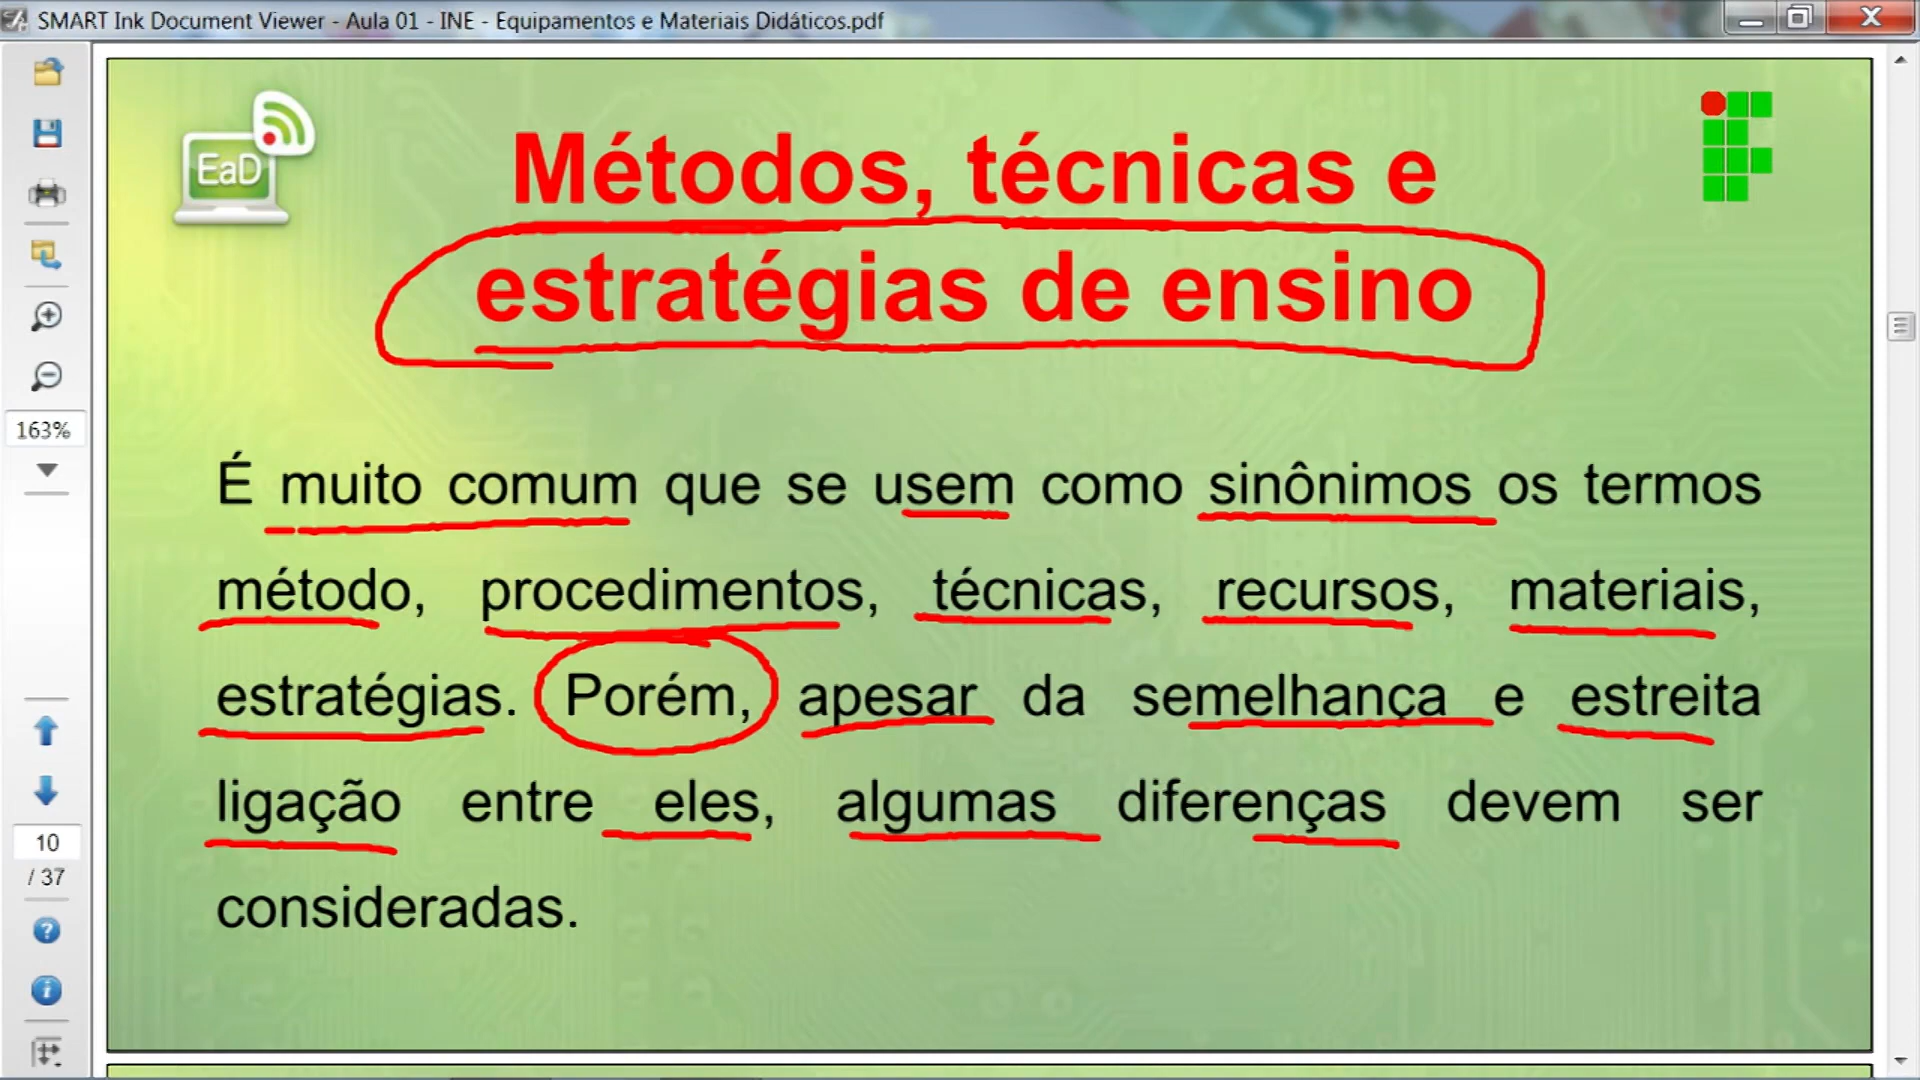 SMART Ink Document Viewer - Aula 01 - INE - Equipamentos e Materiais Didáticos.pdf
EaD
Métodos, técnicas e
estratégias de ensino
163%
É muito comum que se usem como sinônimos os termos
método, procedimentos, técnicas, recursos, materiais,
estratégias. Porém, apesar da semelhança e estreita
ligação entre eles, algumas diferenças devem ser
consideradas.
10
/ 37